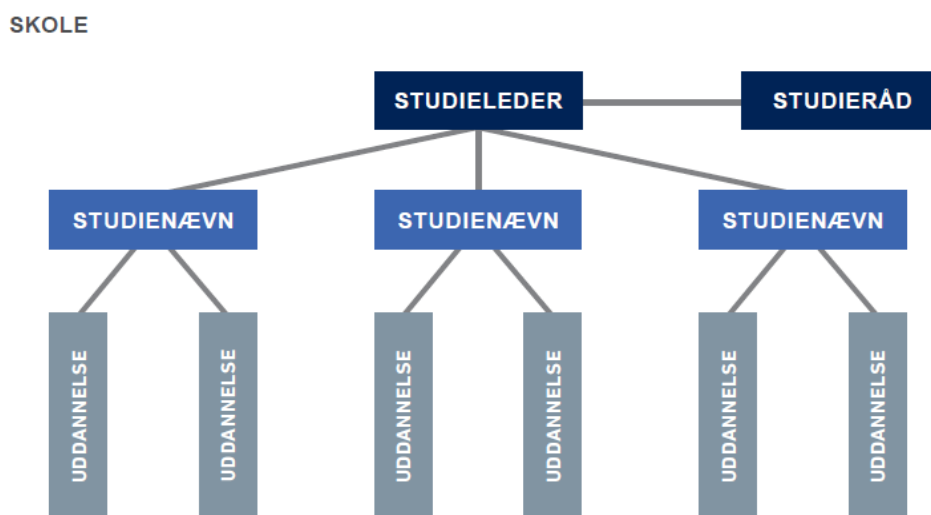 SKOLE
STUDIELEDER
STUDIERÅD
STUDIENÆVN
STUDIENÆVN
STUDIENÆVN
UDDANNELSE
UDDANNELSE
UDDANNELSE
UDDANNELSE
UDDANNELSE
UDDANNELSE